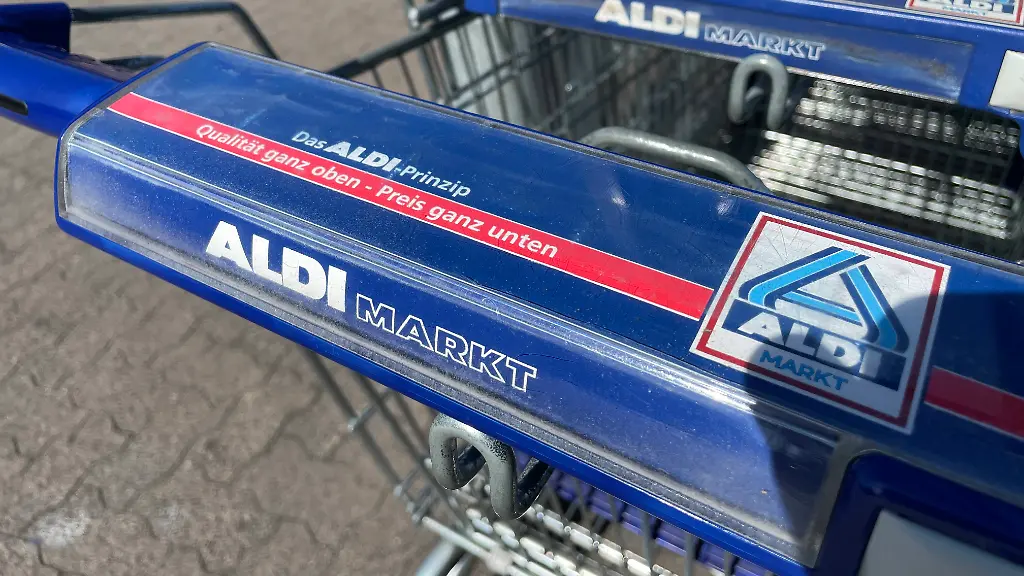 ALDI MARKT
Das ALDI-Prinzip
Qualität ganz oben - Preis ganz unten
ALDI MARKT
ALDI
MARKT